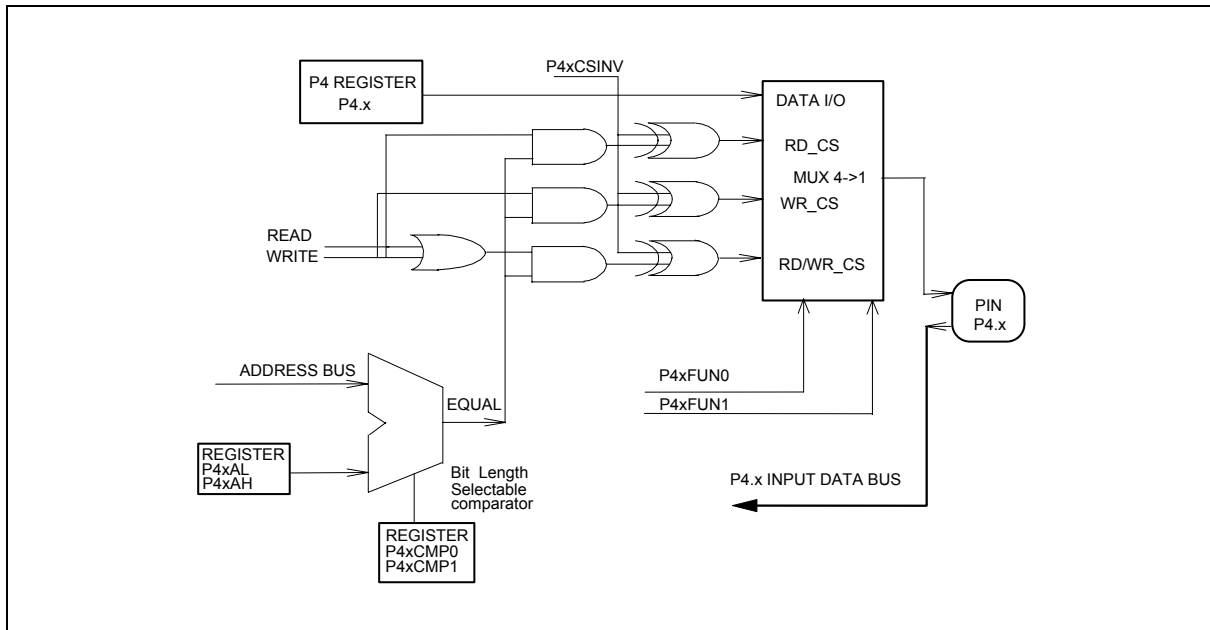 P4xCSINV
P4 REGISTER
P4.x
DATA I/O
RD_CS
MUX 4->1
WR_CS
READ
WRITE
RD/WR_CS
PIN
P4.x
ADDRESS BUS
P4xFUN0
EQUAL
P4xFUN1
REGISTER
P4xAL
P4xAH
Bit Length
Selectable
comparator
P4.x INPUT DATA BUS
REGISTER
P4xCMP0
P4xCMP1